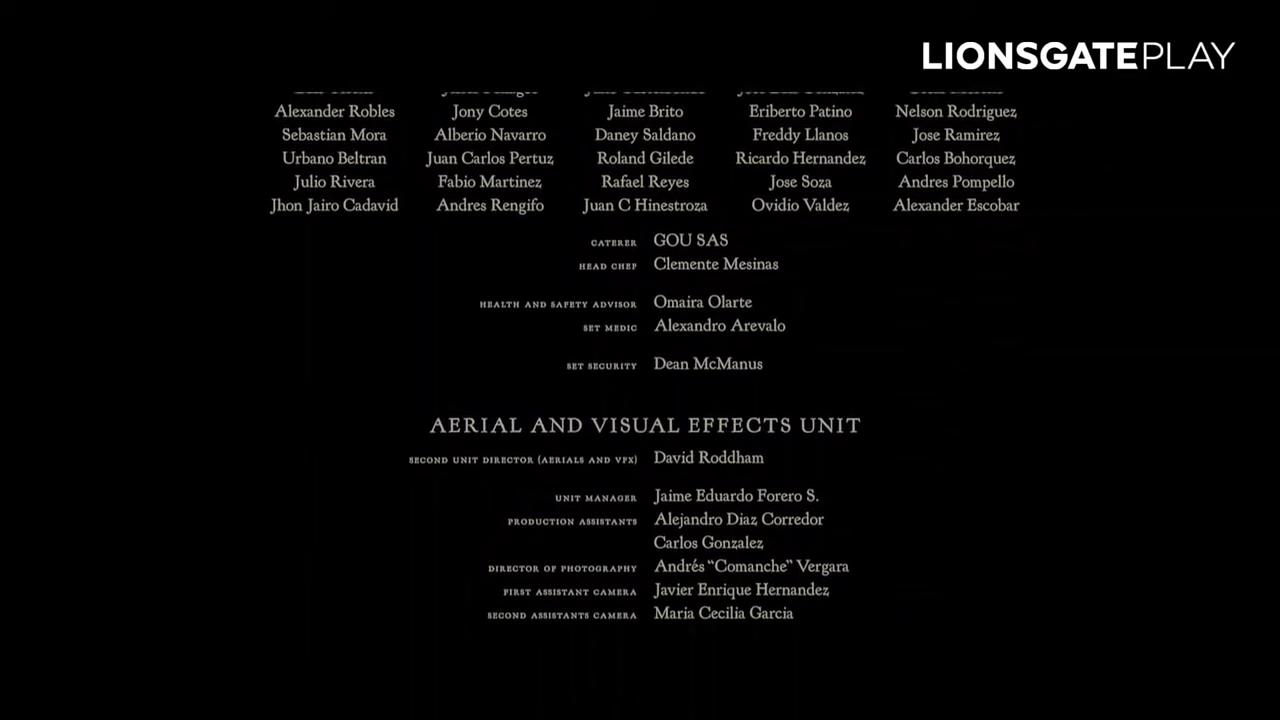 LIONSGATEPLAY
Alexander Robles Jony Cotes Jaime Brito Eriberto Patino Nelson Rodriguez
Sebastian Mora Alberio Navarro Daney Saldano Freddy Llanos Jose Ramirez
Urbano Beltran Juan Carlos Pertuz Roland Gilede Ricardo Hernandez Carlos Bohorquez
Julio Rivera Fabio Martinez Rafael Reyes Jose Soza Andres Pompello
Jhon Jairo Cadavid Andres Rengifo Juan C Hinestroza Ovidio Valdez Alexander Escobar
CATERER GOU SAS
HEAD CHEF Clemente Mesinas
HEALTH AND SAFETY ADVISOR Omaira Olarte
SET MEDIC Alexandro Arevalo
SET SECURITY Dean McManus
AERIAL AND VISUAL EFFECTS UNIT
SECOND UNIT DIRECTOR (AERIALS AND VFX) David Roddham
UNIT MANAGER Jaime Eduardo Forero S.
PRODUCTION ASSISTANTS Alejandro Diaz Corredor
Carlos Gonzalez
DIRECTOR OF PHOTOGRAPHY Andrés “Comanche” Vergara
FIRST ASSISTANT CAMERA Javier Enrique Hernandez
SECOND ASSISTANTS CAMERA Maria Cecilia Garcia